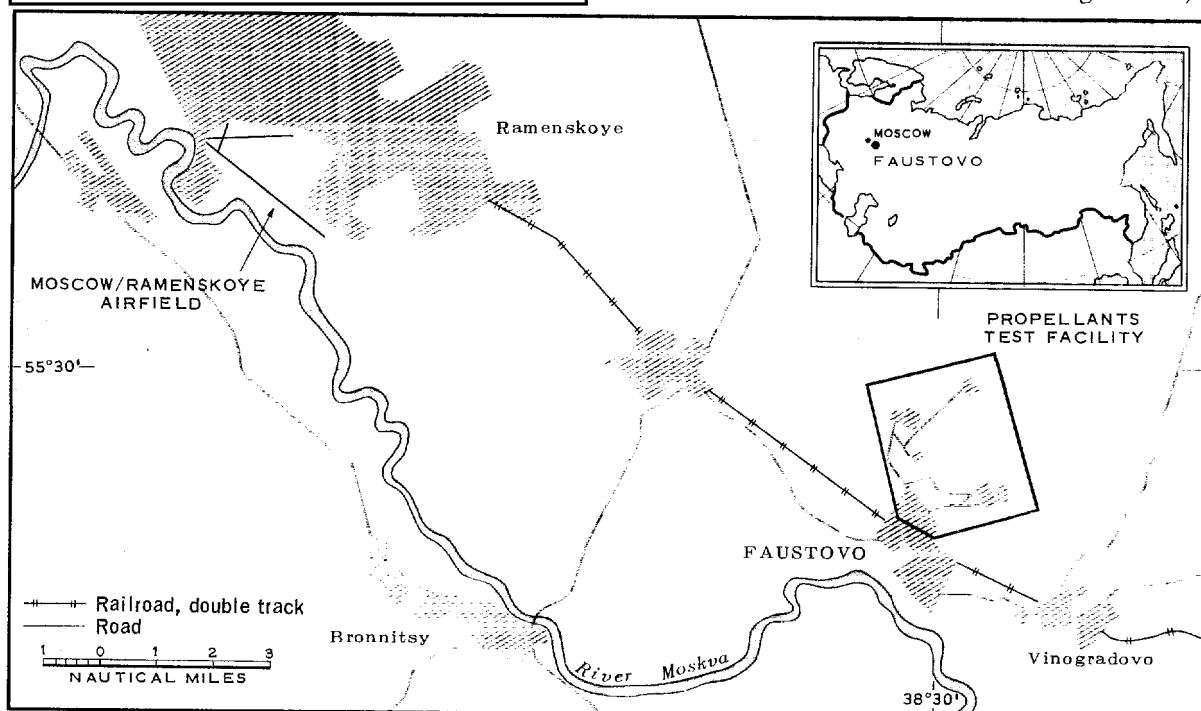 Ramenskoye
MOSCOW
FAUSTOVO
MOSCOW/RAMENSKOYE
AIRFIELD
PROPELLANTS
TEST FACILITY
55°30'
FAUSTOVO
Railroad, double track
Road
1 0 1 2 3
NAUTICAL MILES
Bronnitsy
River Moskva
Vinogradovo
38°30'